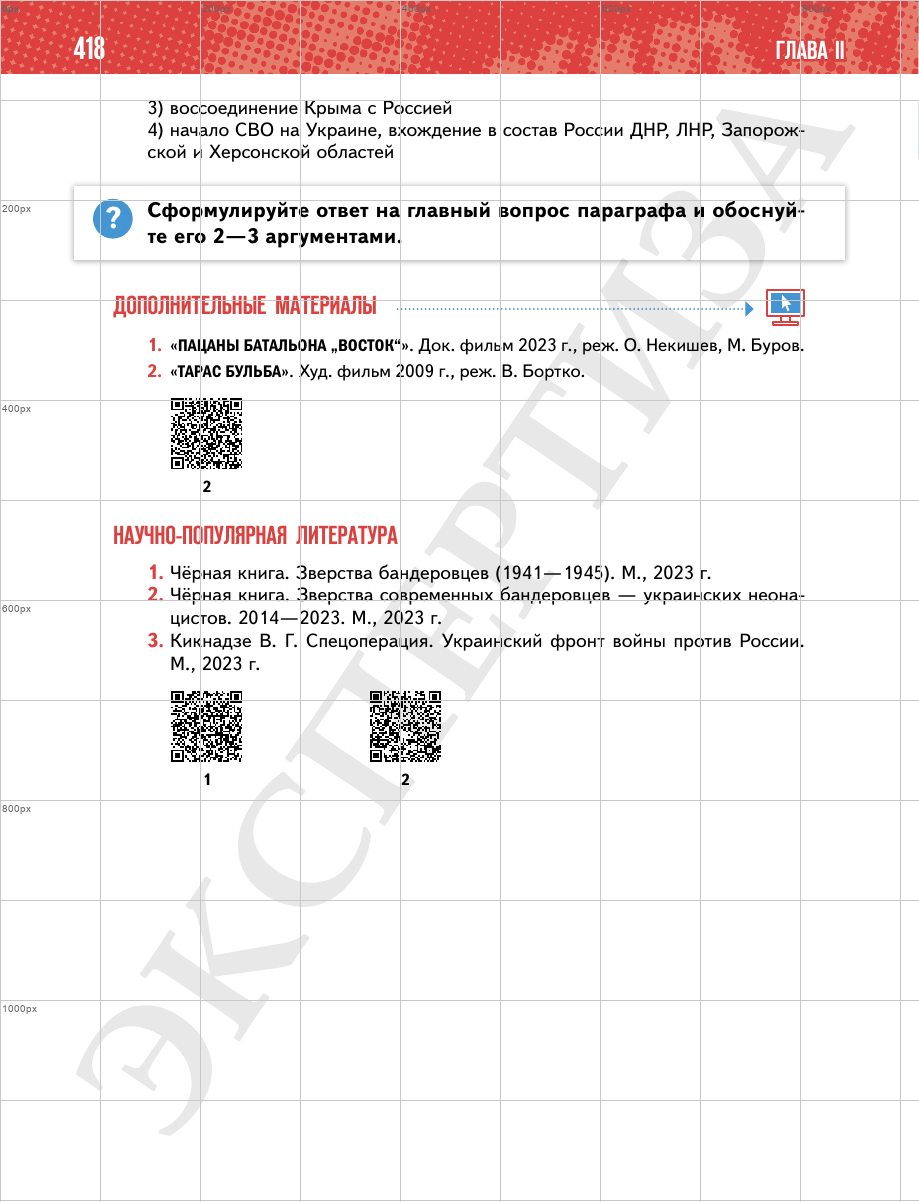 418
ГЛАВА II
3) воссоединение Крыма с Россией
4) начало СВО на Украине, вхождение в состав России ДНР, ЛНР, Запорож-
ской и Херсонской областей
200px
?
Сформулируйте ответ на главный вопрос параграфа и обоснуй-
те его 2—3 аргументами.
ДОПОЛНИТЕЛЬНЫЕ МАТЕРИАЛЫ
1. «ПАЦАНЫ БАТАЛЬОНА „ВОСТОК“». Док. фильм 2023 г., реж. О. Некишев, М. Буров.
2. «ТАРАС БУЛЬБА». Худ. фильм 2009 г., реж. В. Бортко.
400px
2
НАУЧНО-ПОПУЛЯРНАЯ ЛИТЕРАТУРА
1. Чёрная книга. Зверства бандеровцев (1941—1945). М., 2023 г.
2. Чёрная книга. Зверства современных бандеровцев — украинских неона-
600px
цистов. 2014—2023. М., 2023 г.
3. Кикнадзе В. Г. Спецоперация. Украинский фронт войны против России.
М., 2023 г.
1
2
800px
1000px
ЭКСПЕРТИЗА